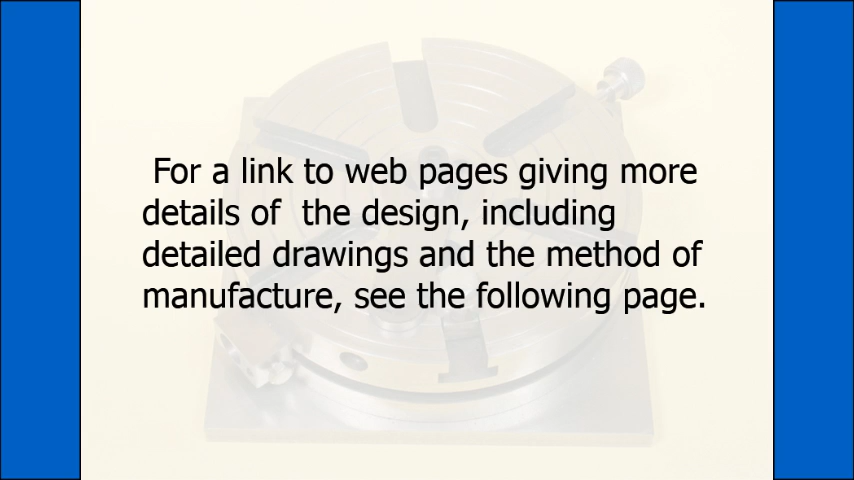 For a link to web pages giving more
details of  the design, including
detailed drawings and the method of
manufacture, see the following page.